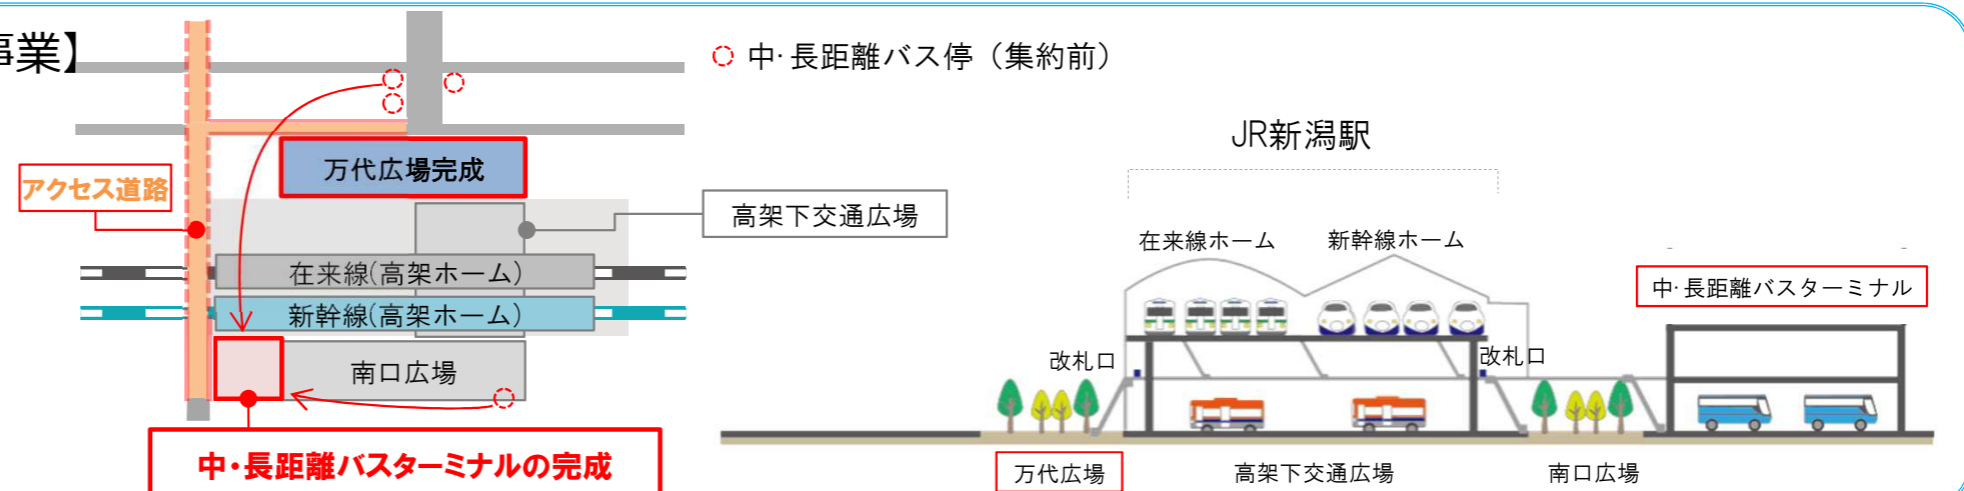 事業】
中・長距離バス停（集約前）
万代広場完成
アクセス道路
高架下交通広場
在来線(高架ホーム)
新幹線(高架ホーム)
南口広場
中・長距離バスターミナルの完成
JR新潟駅
在来線ホーム
新幹線ホーム
中・長距離バスターミナル
改札口
改札口
万代広場
高架下交通広場
南口広場